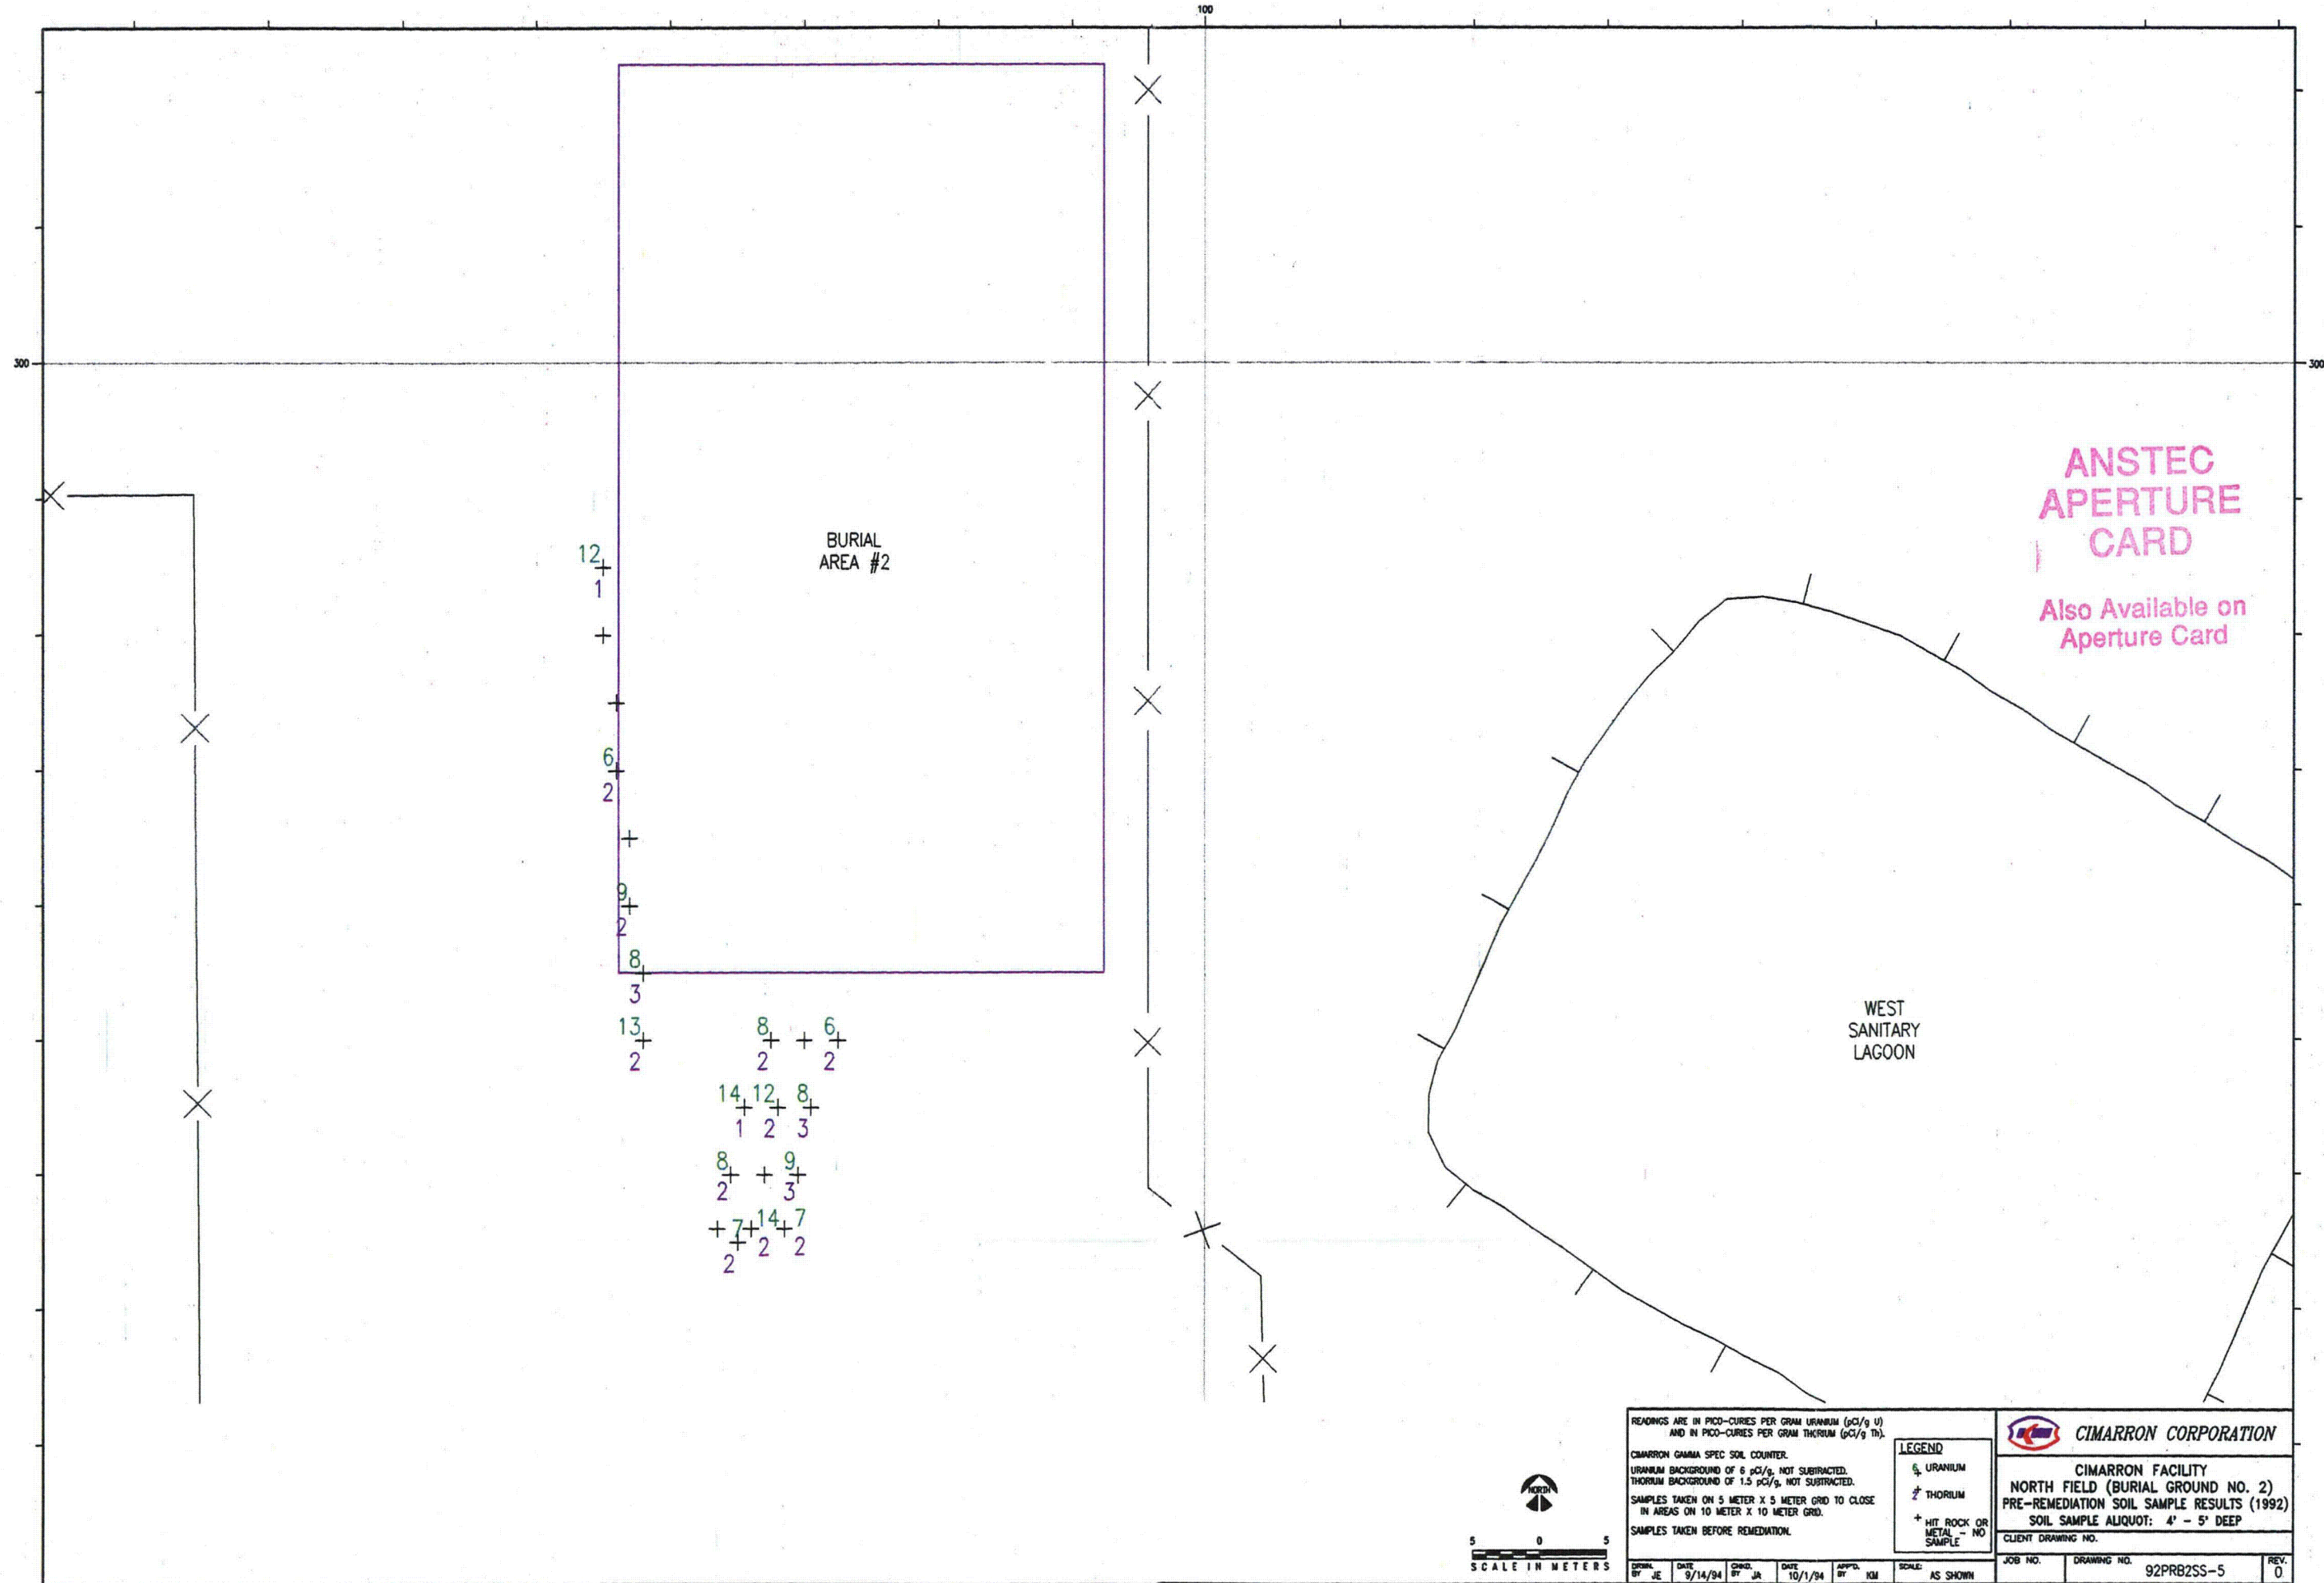 100
300
300
ANSTEC
APERTURE
CARD
Also Available on
Aperture Card
BURIAL
AREA #2
12
1
6
2
9
2
8
3
13
2
8
2
6
2
14
12
8
1
2
3
8
9
2
3
7
14
7
2
2
2
WEST
SANITARY
LAGOON
NORTH
5 0 5
SCALE IN METERS
READINGS ARE IN PICO-CURIES PER GRAM URANIUM (pCi/g U)
AND IN PICO-CURIES PER GRAM THORIUM (pCi/g Th).
CIMARRON GAMMA SPEC SOIL COUNTER.
URANIUM BACKGROUND OF 6 pCi/g, NOT SUBTRACTED.
THORIUM BACKGROUND OF 1.5 pCi/g, NOT SUBTRACTED.
SAMPLES TAKEN ON 5 METER X 5 METER GRID TO CLOSE
IN AREAS ON 10 METER X 10 METER GRID.
SAMPLES TAKEN BEFORE REMEDIATION.
LEGEND
6 URANIUM
2 THORIUM
+ HIT ROCK OR
METAL - NO
SAMPLE
CIMARRON CORPORATION
CIMARRON FACILITY
NORTH FIELD (BURIAL GROUND NO. 2)
PRE-REMEDIATION SOIL SAMPLE RESULTS (1992)
SOIL SAMPLE ALIQUOT: 4' - 5' DEEP
CLIENT DRAWING NO.
JOB NO.
DRAWING NO.
92PRB2SS-5
REV.
0
DRWN. BY JE
DATE 9/14/94
CHKD. BY JA
DATE 10/1/94
APP'D. BY KM
SCALE: AS SHOWN